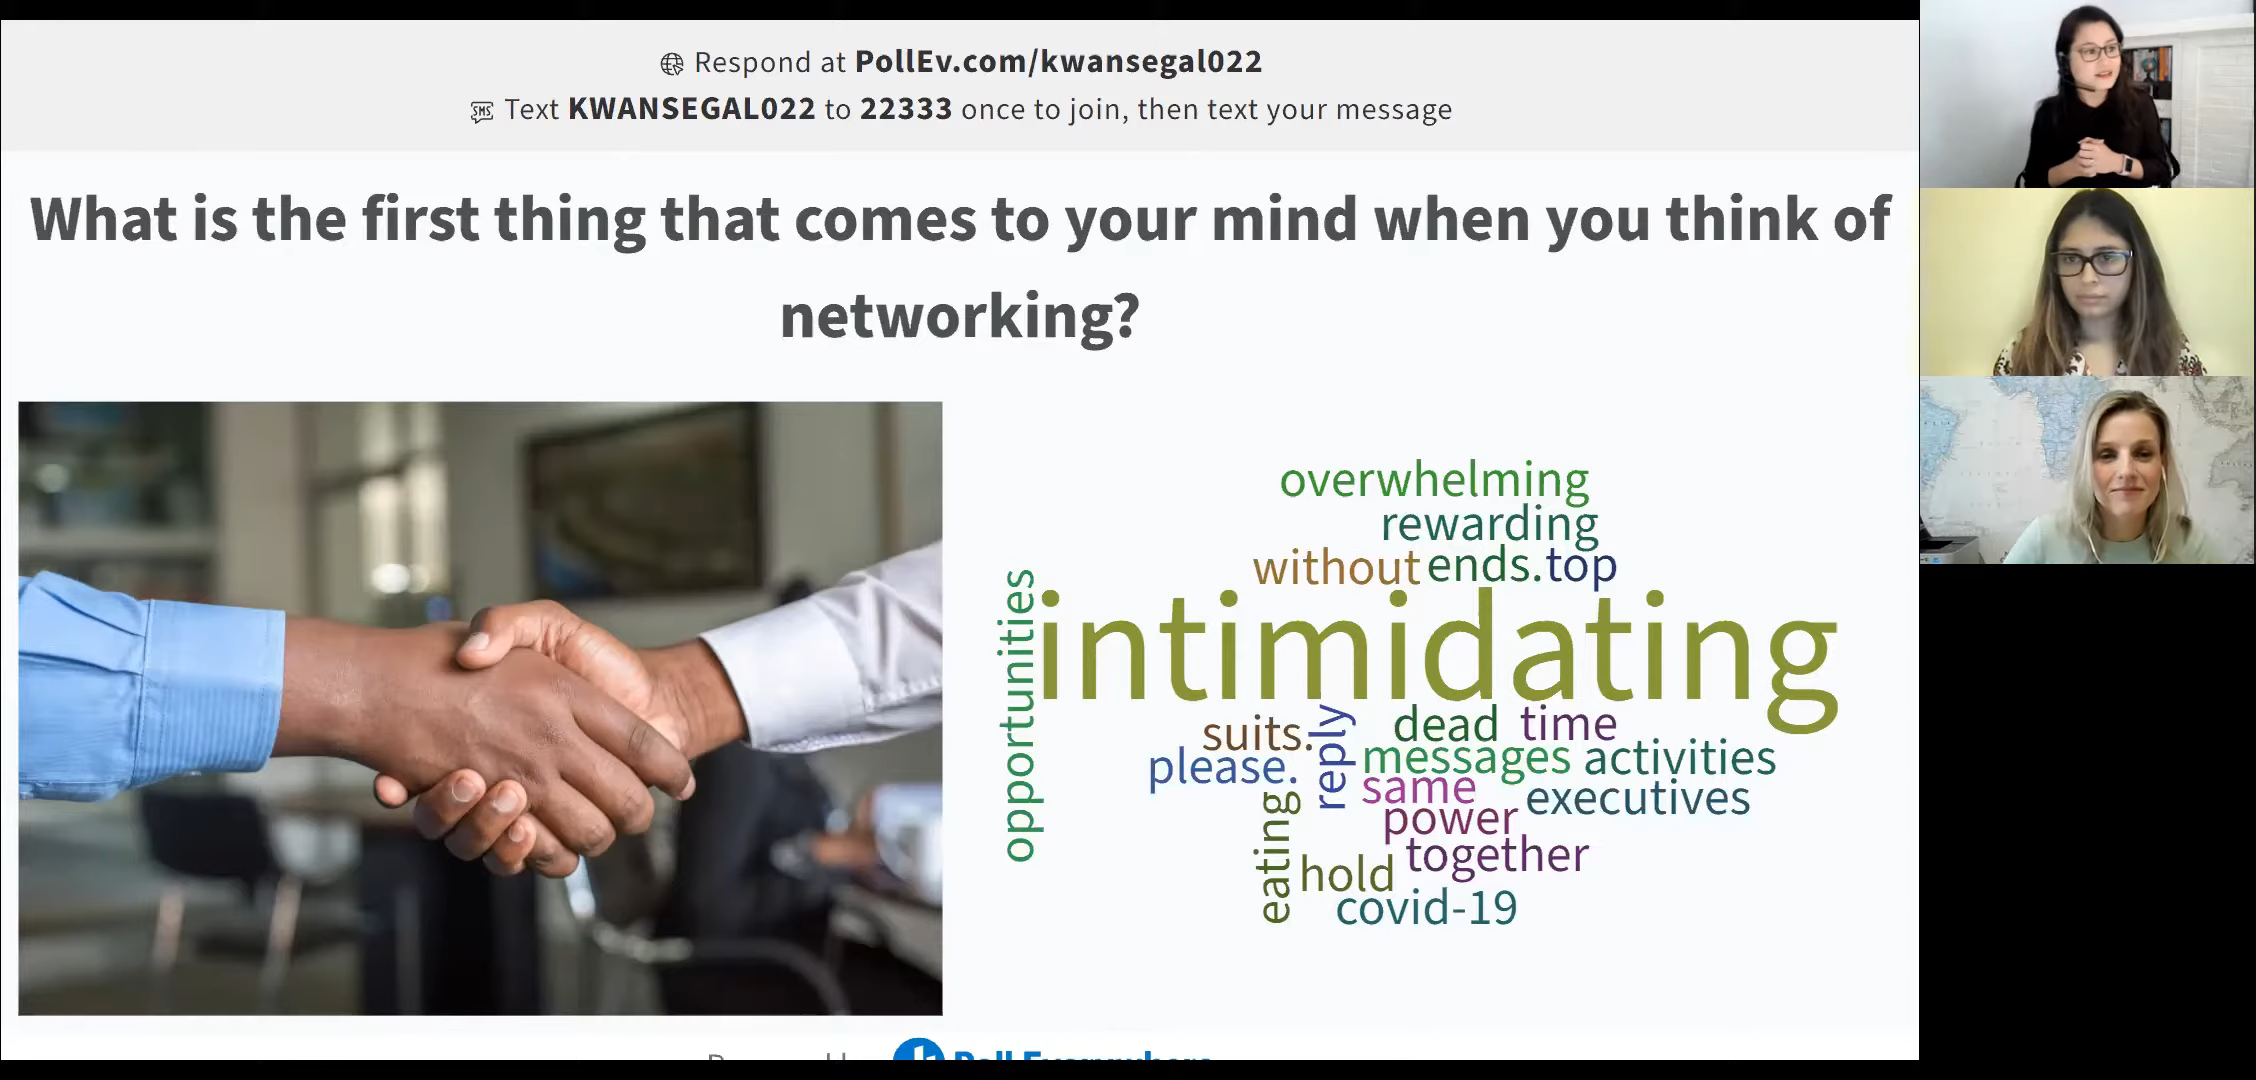 Respond at PollEv.com/kwansegal022
SMS Text KWANSEGAL022 to 22333 once to join, then text your message
What is the first thing that comes to your mind when you think of
networking?
overwhelming
rewarding
without ends. top
opportunities
intimidating
suits. reply dead time
please. messages activities
same executives
eating power
hold together
covid-19